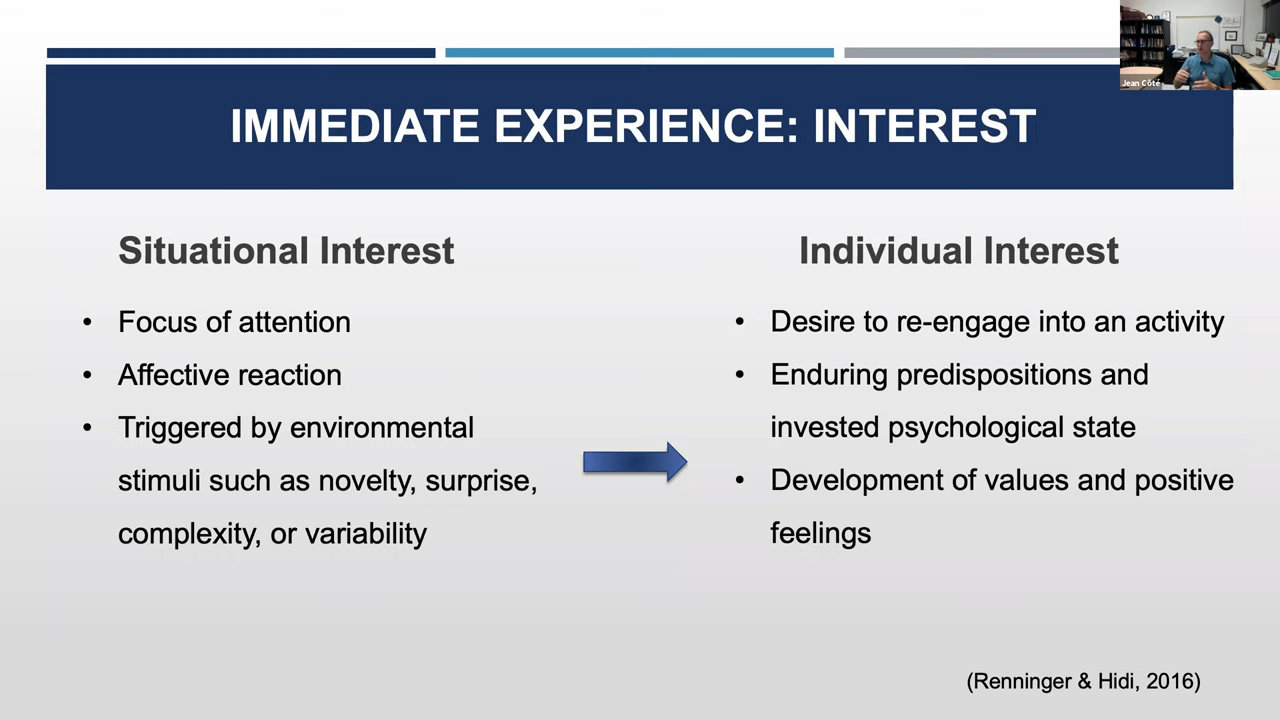 Jean Côté
IMMEDIATE EXPERIENCE: INTEREST
Situational Interest
• Focus of attention
• Affective reaction
• Triggered by environmental
stimuli such as novelty, surprise,
complexity, or variability
Individual Interest
• Desire to re-engage into an activity
• Enduring predispositions and
invested psychological state
• Development of values and positive
feelings
(Renninger & Hidi, 2016)